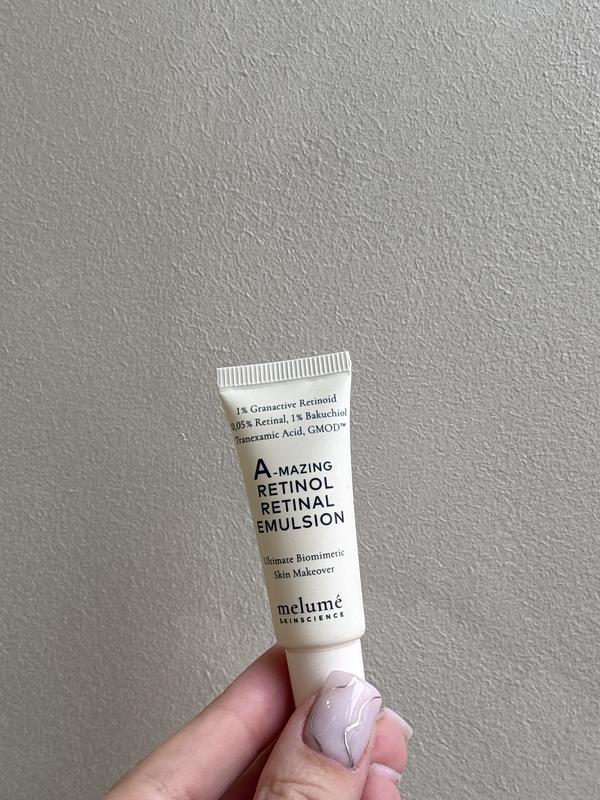 1% Granactive Retinoid
0,05% Retinal, 1% Bakuchiol
Tranexamic Acid, GMOD™
A-MAZING
RETINOL
RETINAL
EMULSION
Ultimate Biomimetic
Skin Makeover
melumé
SKINSCIENCE